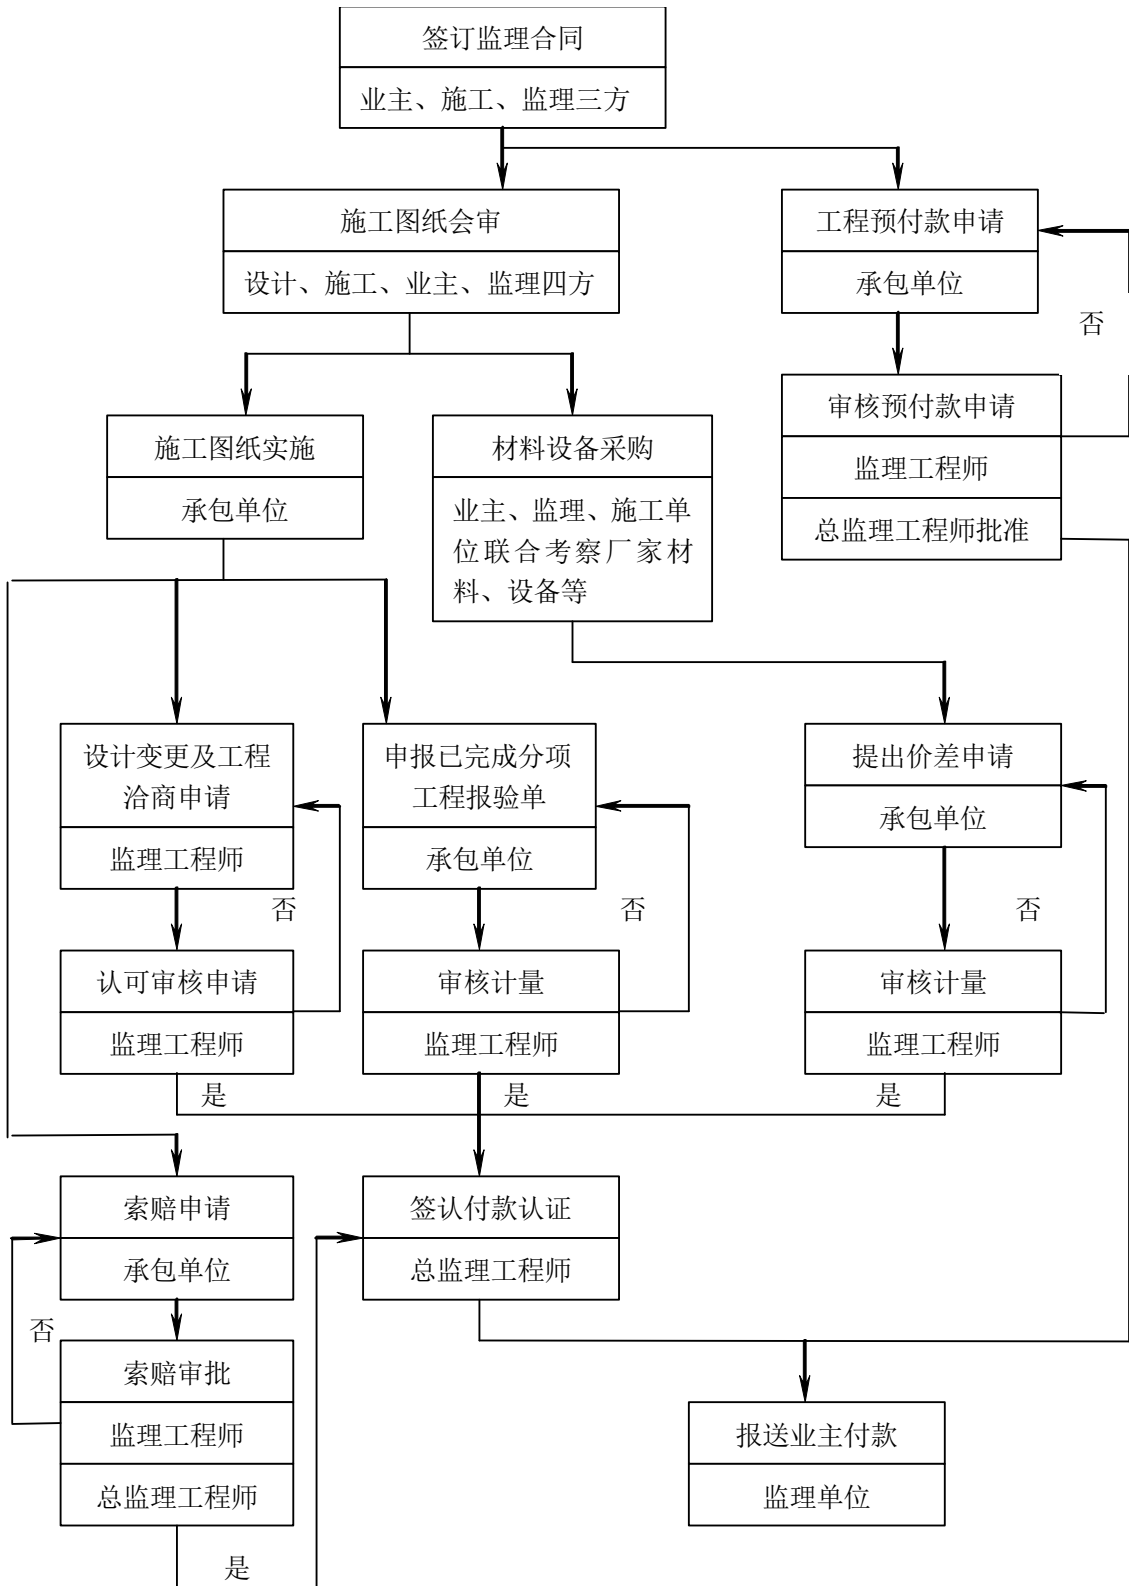 签订监理合同
业主、施工、监理三方
施工图纸会审
设计、施工、业主、监理四方
工程预付款申请
承包单位
否
审核预付款申请
监理工程师
总监理工程师批准
施工图纸实施
承包单位
材料设备采购
业主、监理、施工单
位联合考察厂家材
料、设备等
设计变更及工程
洽商申请
监理工程师
否
认可审核申请
监理工程师
是
申报已完成分项
工程报验单
承包单位
否
审核计量
监理工程师
是
提出价差申请
承包单位
否
审核计量
监理工程师
是
索赔申请
承包单位
否
索赔审批
监理工程师
总监理工程师
是
签认付款认证
总监理工程师
报送业主付款
监理单位